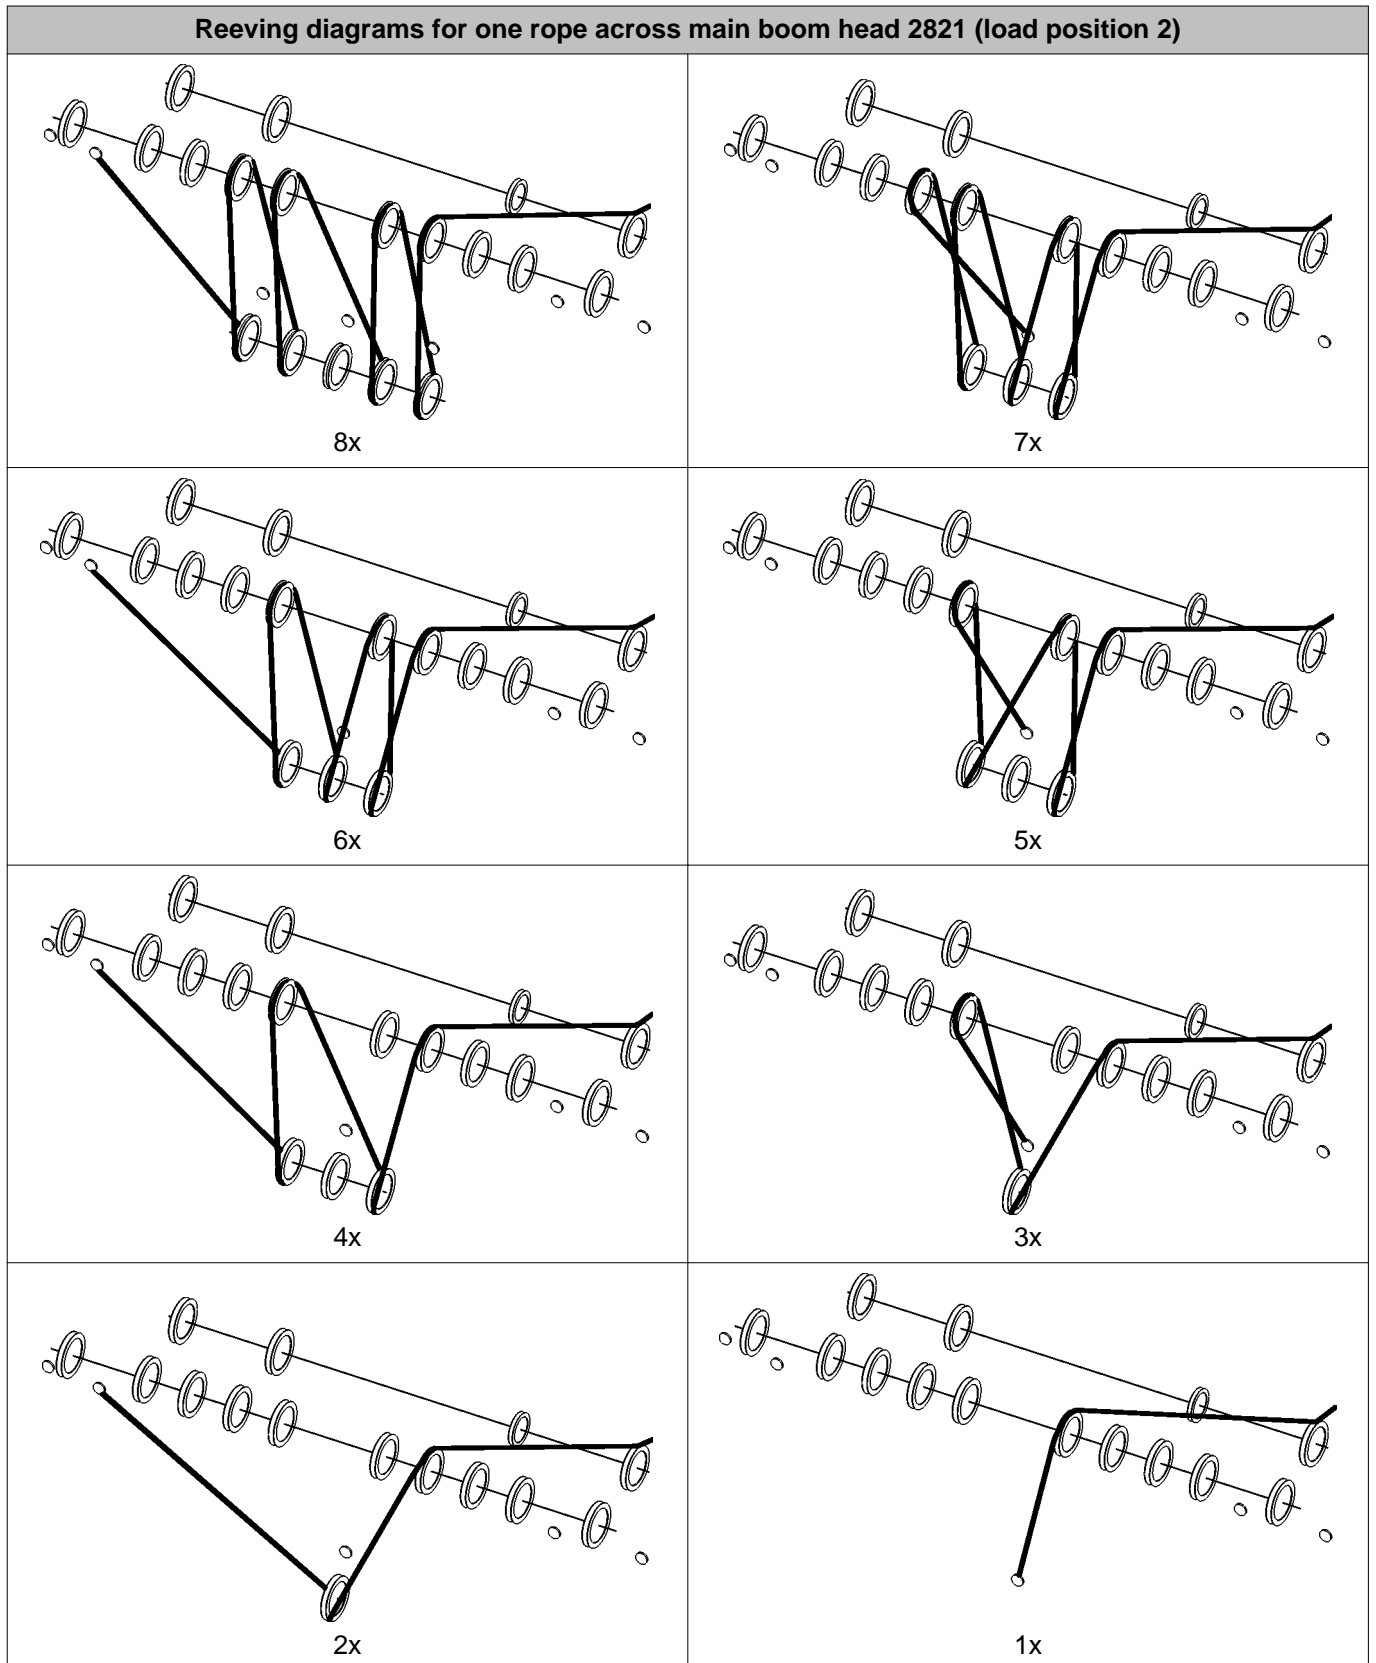 Reeving diagrams for one rope across main boom head 2821 (load position 2)
8x
7x
6x
5x
4x
3x
2x
1x